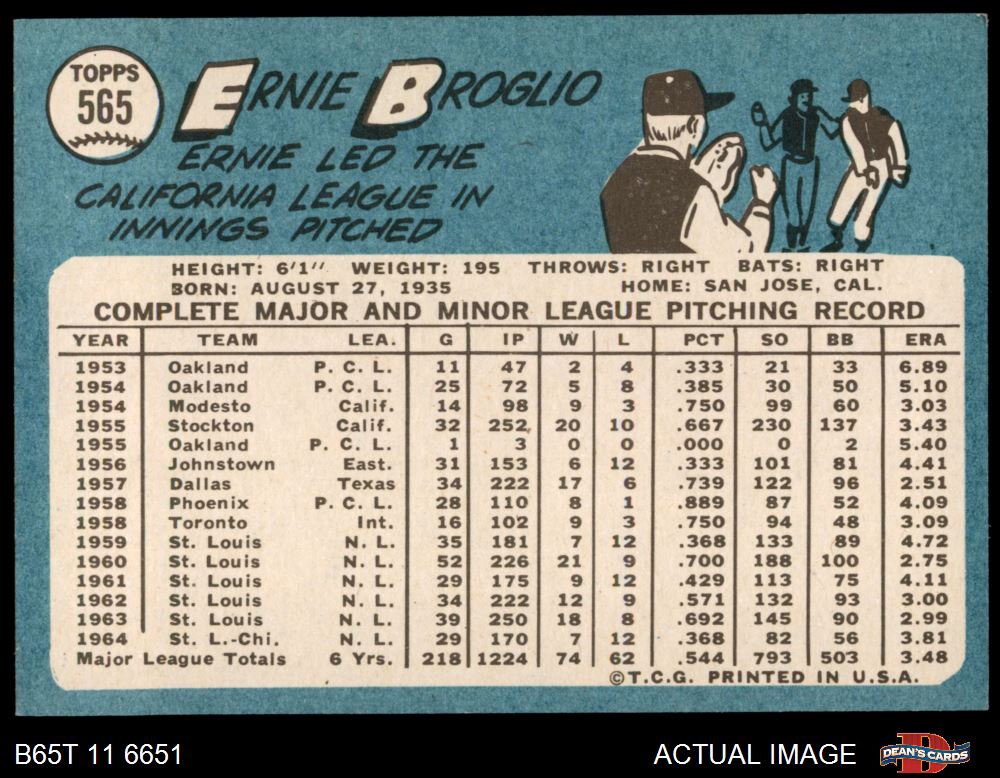 TOPPS
565
ERNIE BROGLIO
ERNIE LED THE
CALIFORNIA LEAGUE IN
INNINGS PITCHED
HEIGHT: 6'1" WEIGHT: 195 THROWS: RIGHT BATS: RIGHT
BORN: AUGUST 27, 1935 HOME: SAN JOSE, CAL.
COMPLETE MAJOR AND MINOR LEAGUE PITCHING RECORD
YEAR TEAM LEA. G IP W L PCT SO BB ERA
1953 Oakland P. C. L. 11 47 2 4 .333 21 33 6.89
1954 Oakland P. C. L. 25 72 5 8 .385 30 50 5.10
1954 Modesto Calif. 14 98 9 3 .750 99 60 3.03
1955 Stockton Calif. 32 252 20 10 .667 230 137 3.43
1955 Oakland P. C. L. 1 3 0 0 .000 0 2 5.40
1956 Johnstown East. 31 153 6 12 .333 101 81 4.41
1957 Dallas Texas 34 222 17 6 .739 122 96 2.51
1958 Phoenix P. C. L. 28 110 8 1 .889 87 52 4.09
1958 Toronto Int. 16 102 9 3 .750 94 48 3.09
1959 St. Louis N. L. 35 181 7 12 .368 133 89 4.72
1960 St. Louis N. L. 52 226 21 9 .700 188 100 2.75
1961 St. Louis N. L. 29 175 9 12 .429 113 75 4.11
1962 St. Louis N. L. 34 222 12 9 .571 132 93 3.00
1963 St. Louis N. L. 39 250 18 8 .692 145 90 2.99
1964 St. L.-Chi. N. L. 29 170 7 12 .368 82 56 3.81
Major League Totals 6 Yrs. 218 1224 74 62 .544 793 503 3.48
©T.C.G. PRINTED IN U.S.A.
B65T 11 6651 ACTUAL IMAGE DEAN'S CARDS